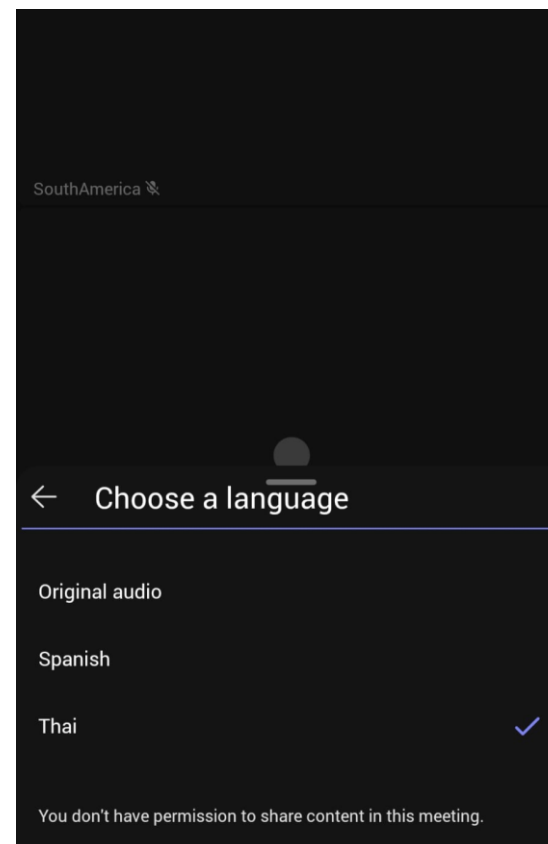 SouthAmerica
Choose a language
Original audio
Spanish
Thai
You don't have permission to share content in this meeting.